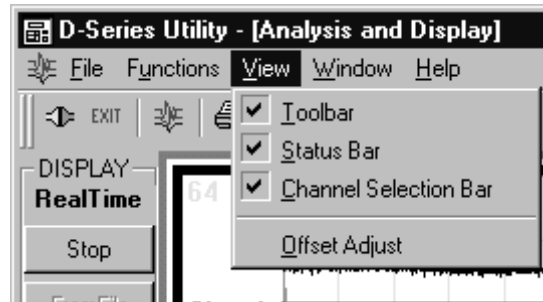 D-Series Utility - [Analysis and Display]
File Functions View Window Help
EXIT
Toolbar
Status Bar
Channel Selection Bar
Offset Adjust
DISPLAY
RealTime
Stop
64